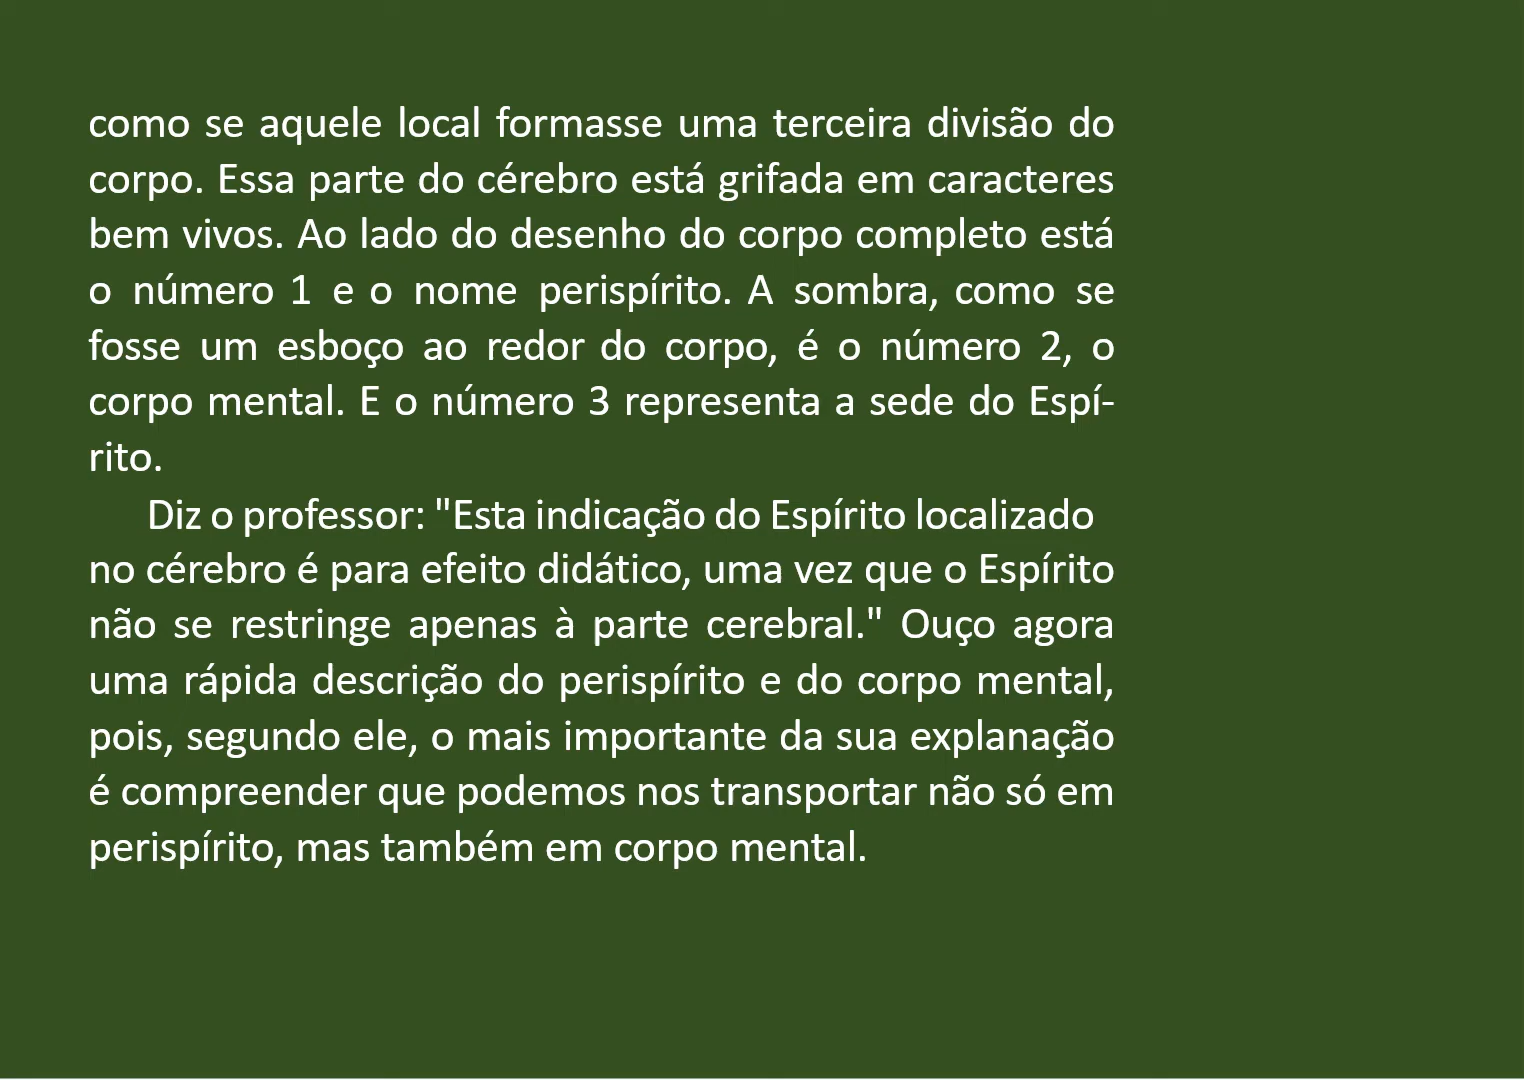 como se aquele local formasse uma terceira divisão do
corpo. Essa parte do cérebro está grifada em caracteres
bem vivos. Ao lado do desenho do corpo completo está
o número 1 e o nome perispírito. A sombra, como se
fosse um esboço ao redor do corpo, é o número 2, o
corpo mental. E o número 3 representa a sede do Espí-
rito.
Diz o professor: "Esta indicação do Espírito localizado
no cérebro é para efeito didático, uma vez que o Espírito
não se restringe apenas à parte cerebral." Ouço agora
uma rápida descrição do perispírito e do corpo mental,
pois, segundo ele, o mais importante da sua explanação
é compreender que podemos nos transportar não só em
perispírito, mas também em corpo mental.